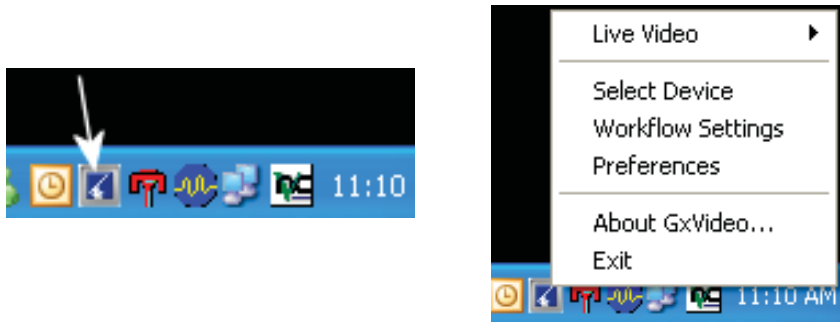 11:10
Live Video
Select Device
Workflow Settings
Preferences
About GxVideo...
Exit
11:10 AM